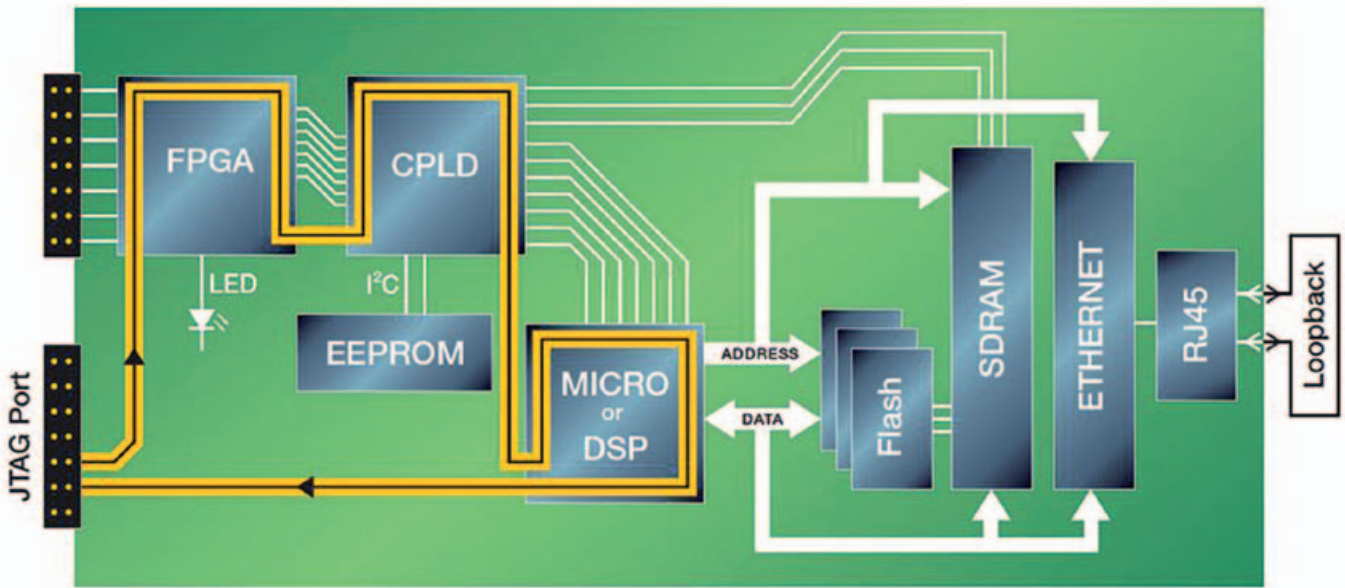 FPGA
CPLD
LED
I²C
EEPROM
MICRO
or
DSP
ADDRESS
DATA
Flash
SDRAM
ETHERNET
RJ45
Loopback
JTAG Port